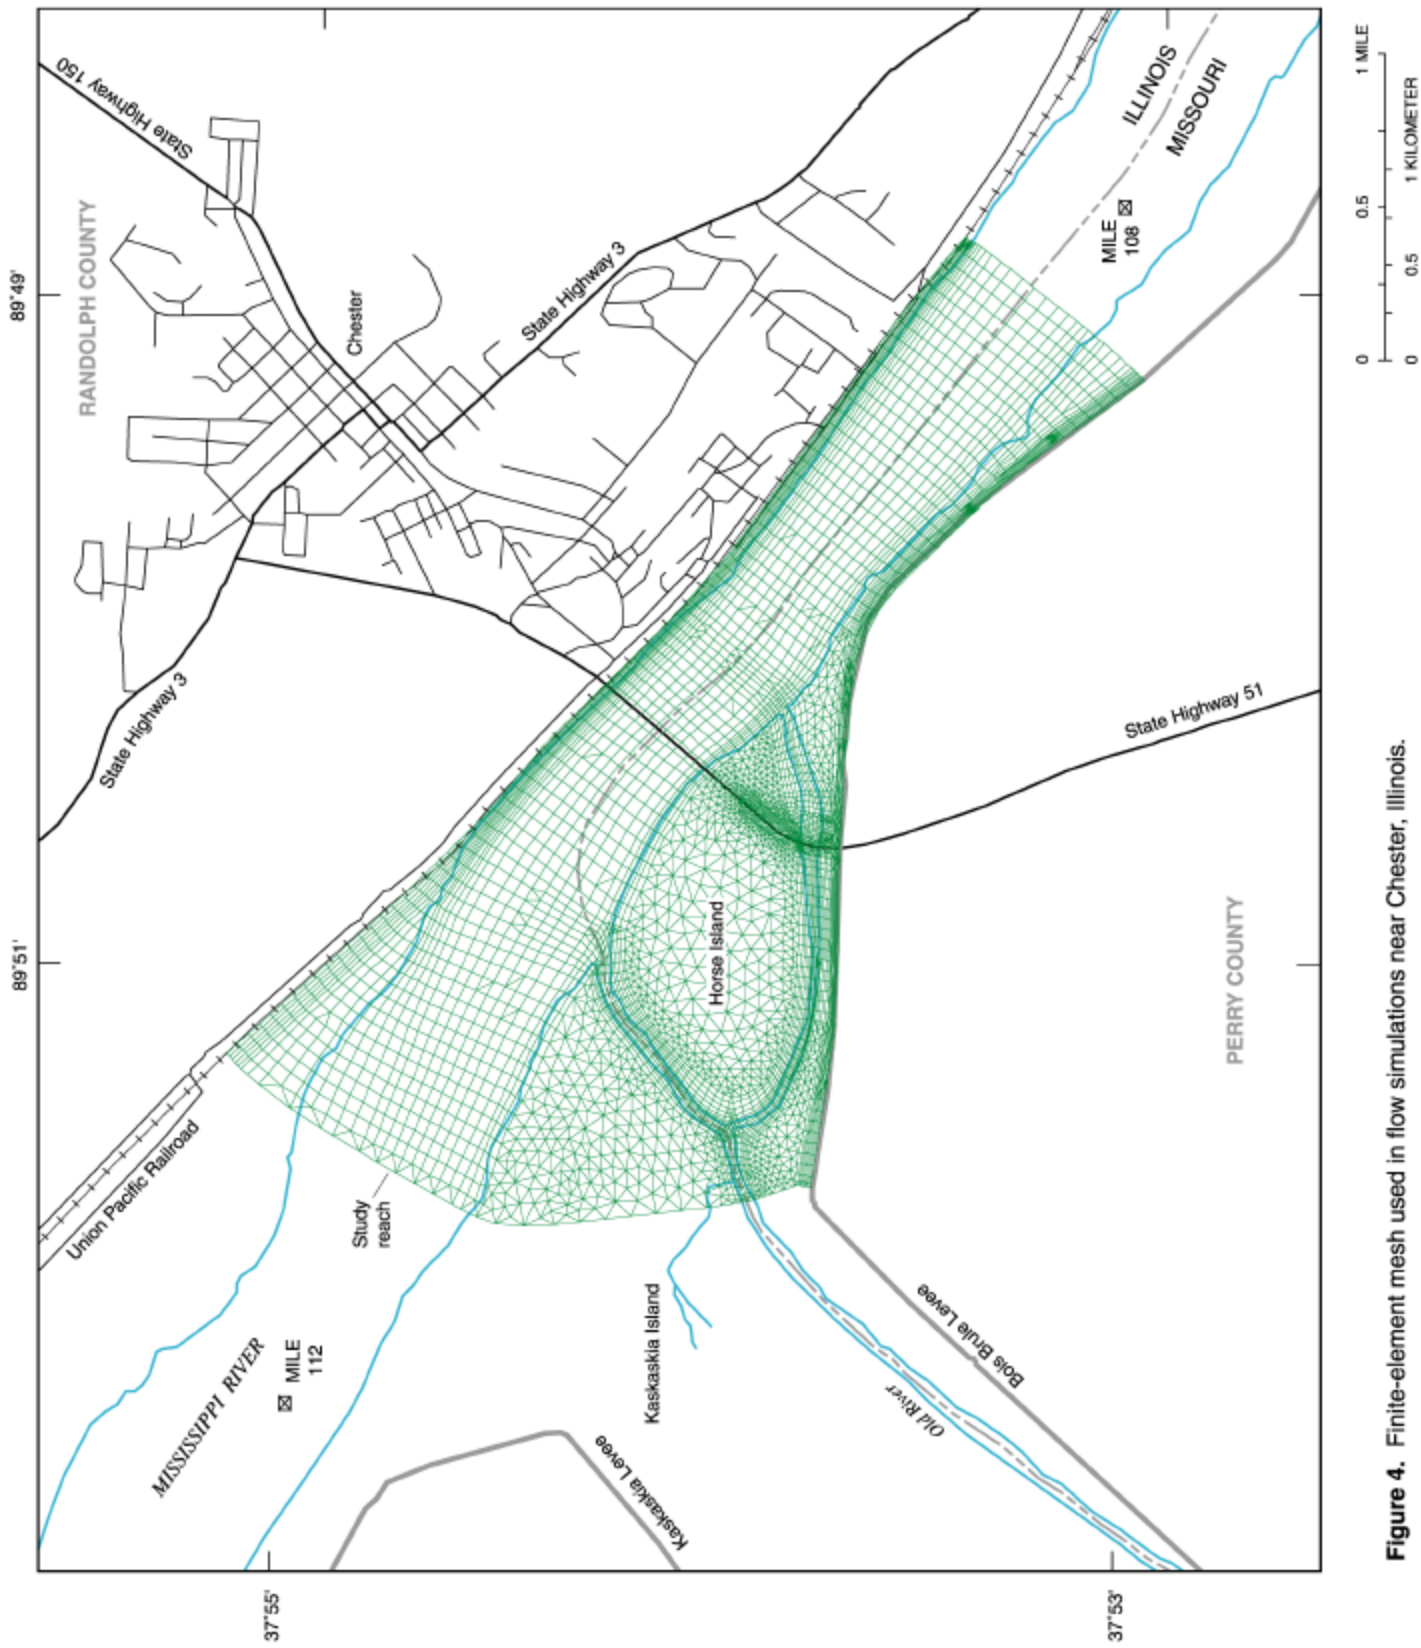 89°51'
89°49'
37°55'
37°53'
State Highway 150
RANDOLPH COUNTY
Chester
State Highway 3
State Highway 3
Union Pacific Railroad
Study
reach
MISSISSIPPI RIVER
MILE
112
Kaskaskia Island
Kaskaskia Levee
Horse Island
Old River
Bois Brule Levee
State Highway 51
PERRY COUNTY
ILLINOIS
MISSOURI
MILE
108
0 0.5 1 MILE
0 0.5 1 KILOMETER
Figure 4. Finite-element mesh used in flow simulations near Chester, Illinois.